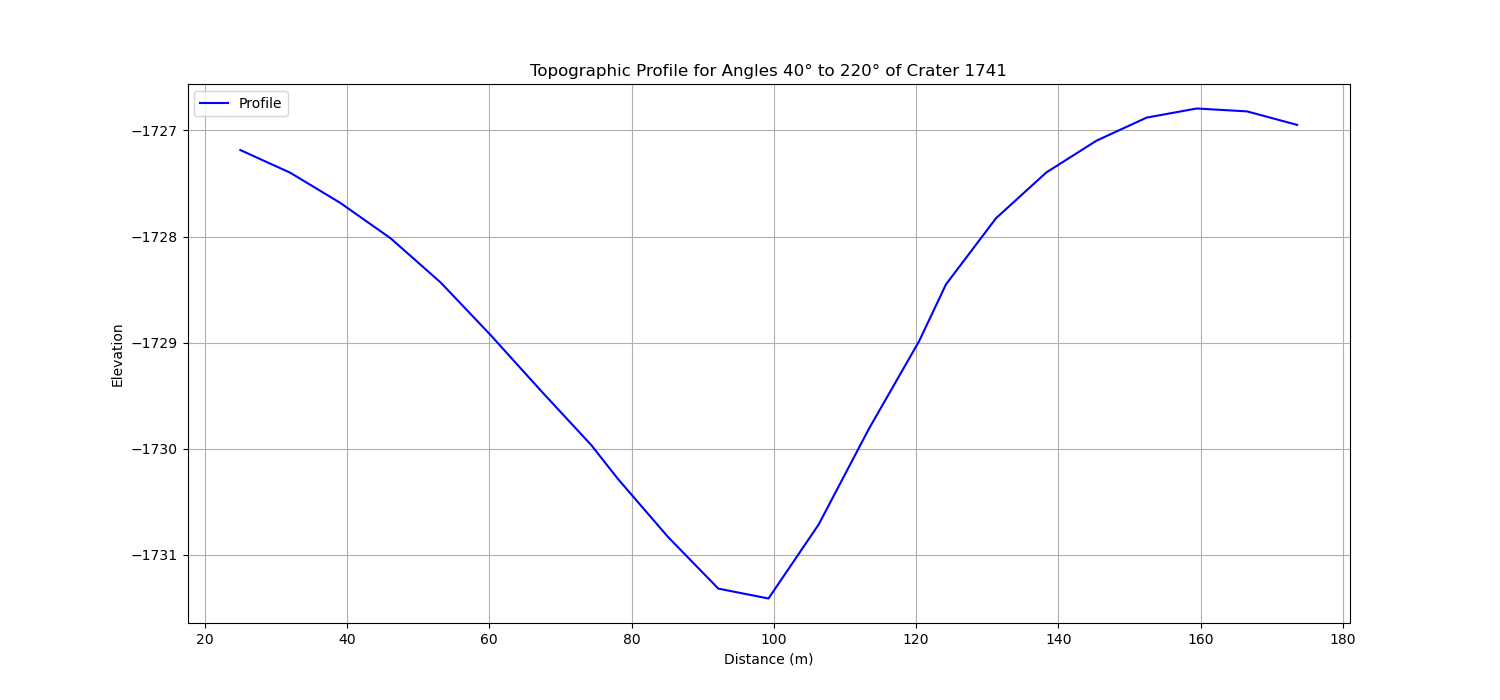 Topographic Profile for Angles 40° to 220° of Crater 1741
Profile
−1727
−1728
−1729
−1730
−1731
Elevation
20 40 60 80 100 120 140 160 180
Distance (m)